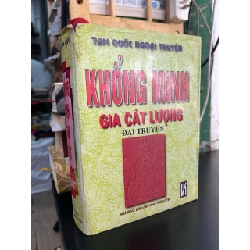 TAM QUỐC NGOẠI TRUYỆN
KHỔNG MINH
GIA CÁT LƯỢNG
ĐẠI TRUYỆN